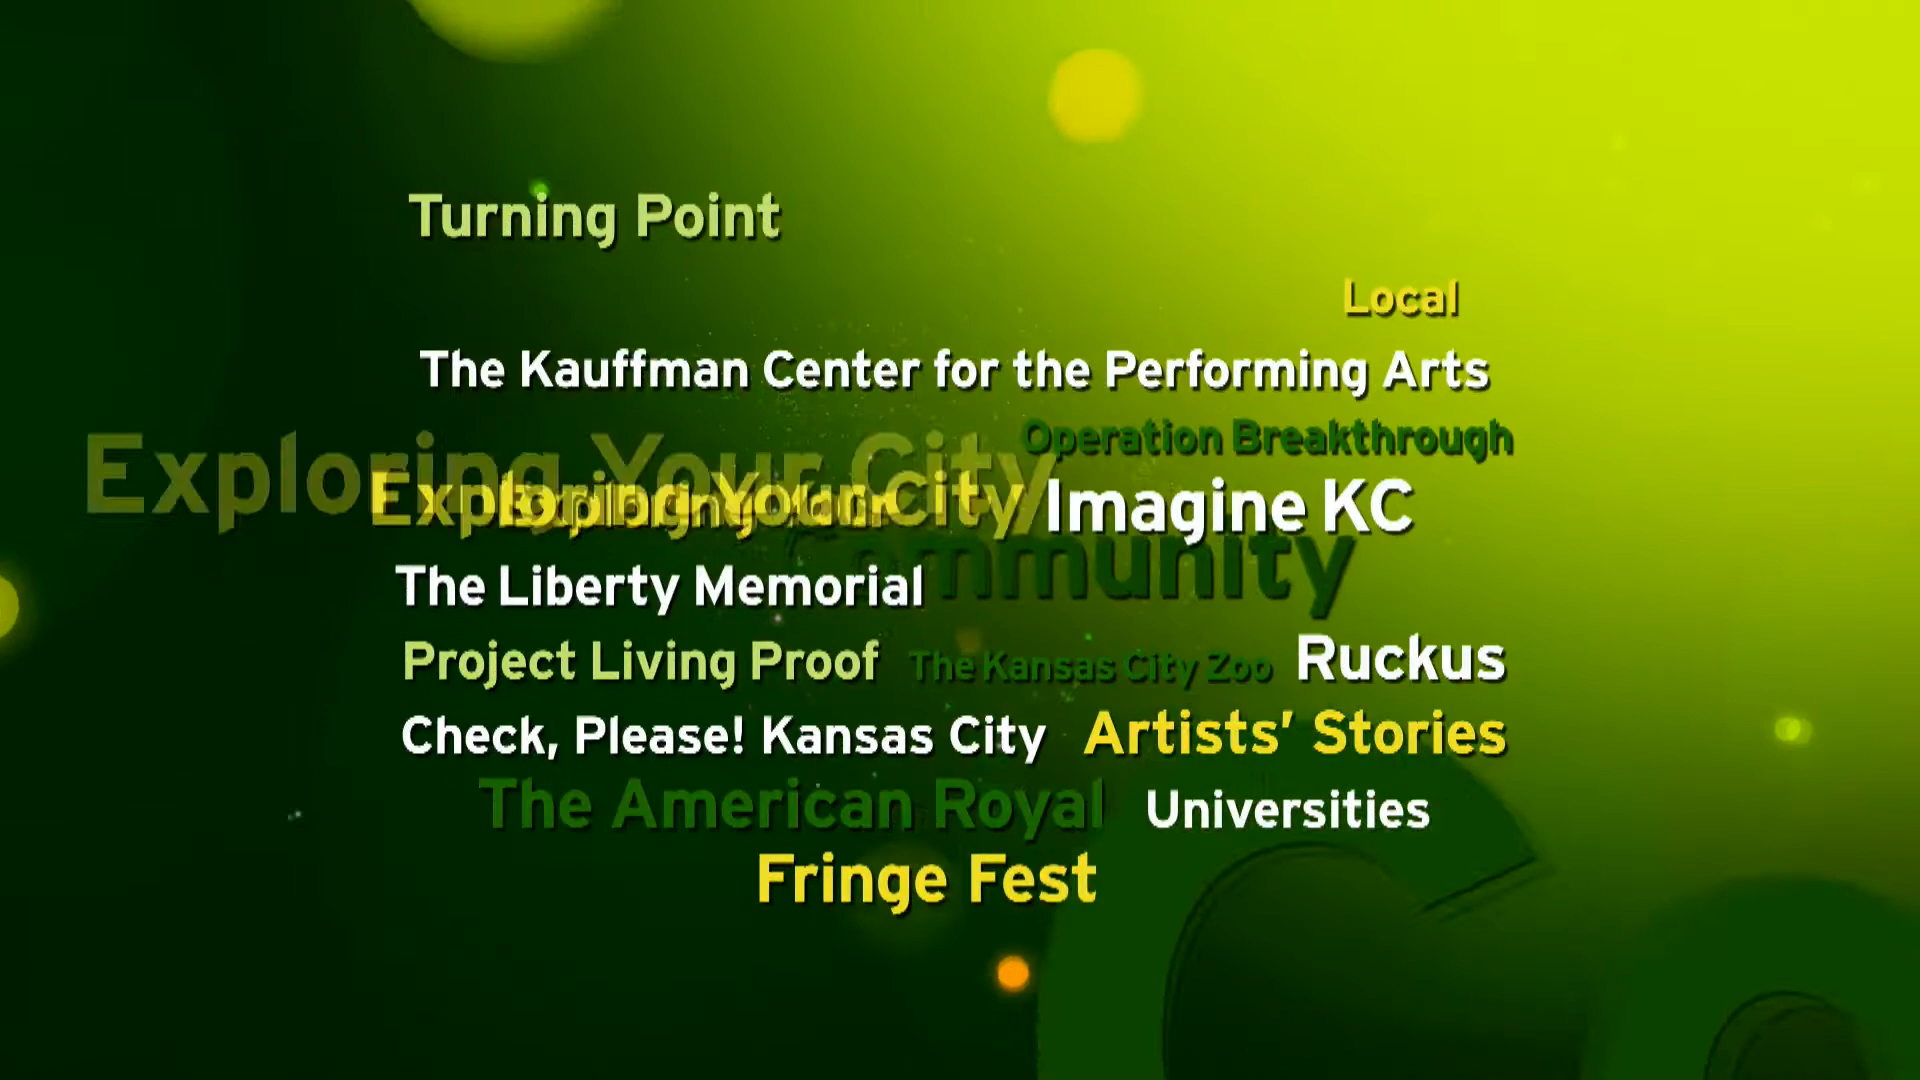 Turning Point
Local
The Kauffman Center for the Performing Arts
Operation Breakthrough
Exploring Your City
Exploring Your City
Imagine KC
The Liberty Memorial
Project Living Proof
The Kansas City Zoo
Ruckus
Check, Please! Kansas City
Artists’ Stories
The American Royal
Universities
Fringe Fest